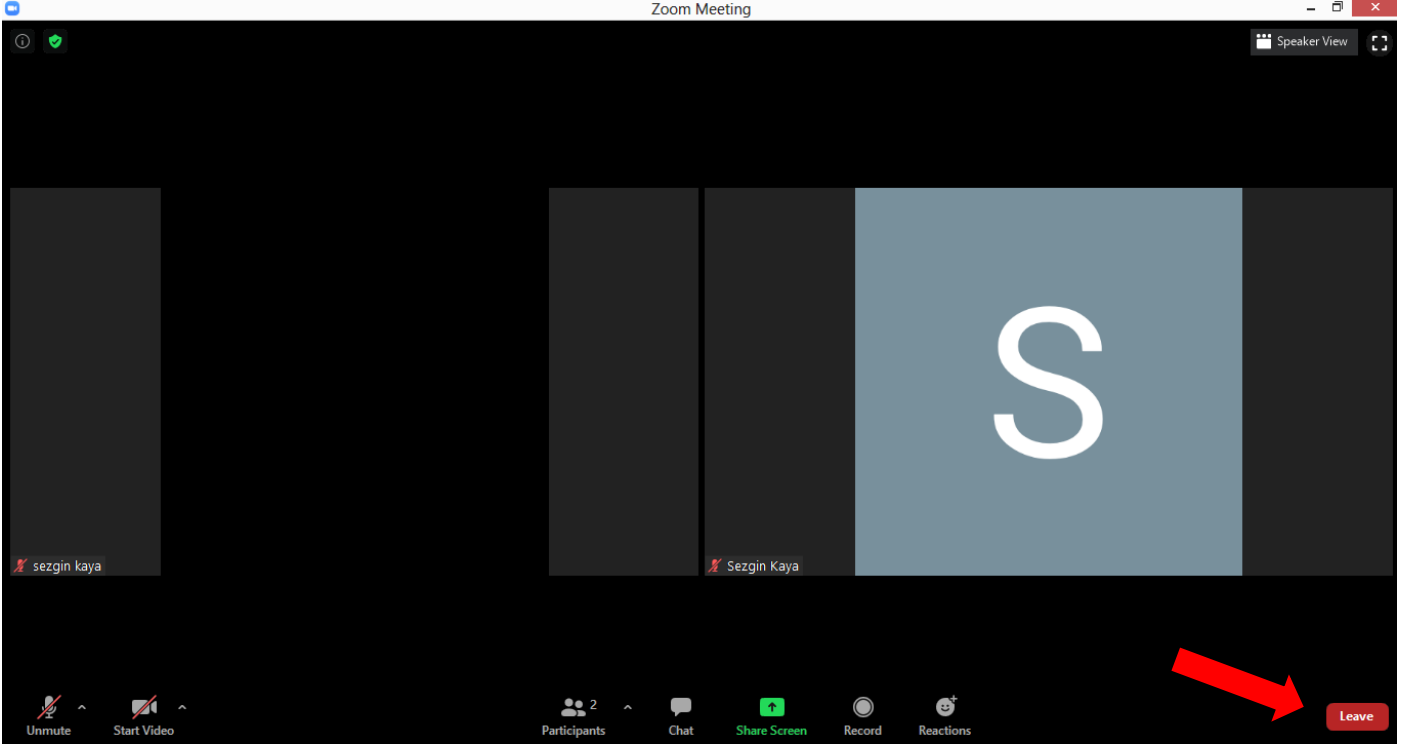 Zoom Meeting
Speaker View
S
sezgin kaya
Sezgin Kaya
2
Unmute
Start Video
Participants
Chat
Share Screen
Record
Reactions
Leave